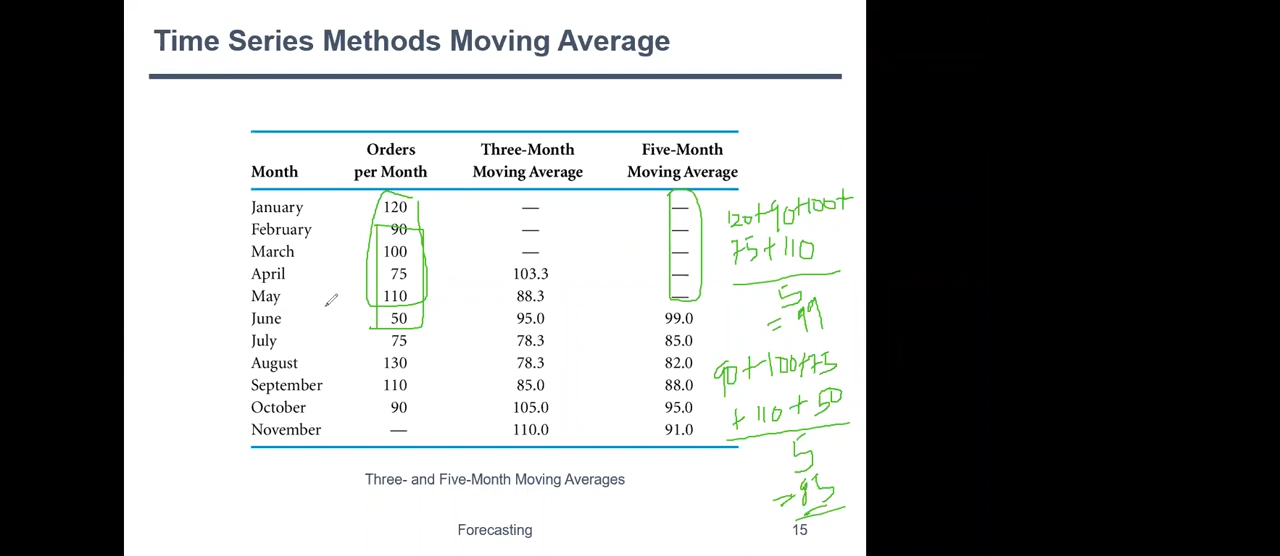 Time Series Methods Moving Average
Orders Three-Month Five-Month
Month per Month Moving Average Moving Average
January 120 — —
February 90 — —
March 100 — —
April 75 103.3 —
May 110 88.3 —
June 50 95.0 99.0
July 75 78.3 85.0
August 130 78.3 82.0
September 110 85.0 88.0
October 90 105.0 95.0
November — 110.0 91.0
120+90+100+
75+110
5
= 99
90+100+75
+110+50
5
= 85
Three- and Five-Month Moving Averages
Forecasting 15